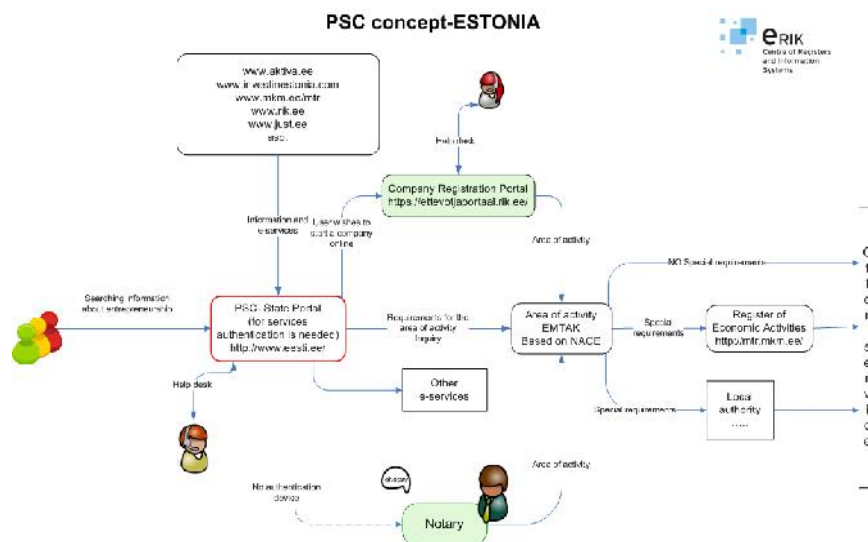 PSC concept-ESTONIA
eRIK
Centre of Registers
and Information
Systems
www.aktiva.ee
www.investinestonia.com
www.mkm.ee/mtr
www.rik.ee
www.just.ee
Help desk
Company Registration Portal
https://ettevotjaportaal.rik.ee/
Information and
e-services
User wishes to
start a company
online
Area of activity
NO Special requirements
Searching information
about entrepreneurship
PSC-State Portal
(for services
authentication is needed)
http://www.eesti.ee/
Requirements for the
area of activity
Inquiry
Area of activity
EMTAK
Based on NACE
Special
requirements
Register of
Economic Activities
http://mtr.mkm.ee/
Help desk
Other
e-services
Special requirements
Local
authority
.....
No authentication
device
Area of activity
Notary